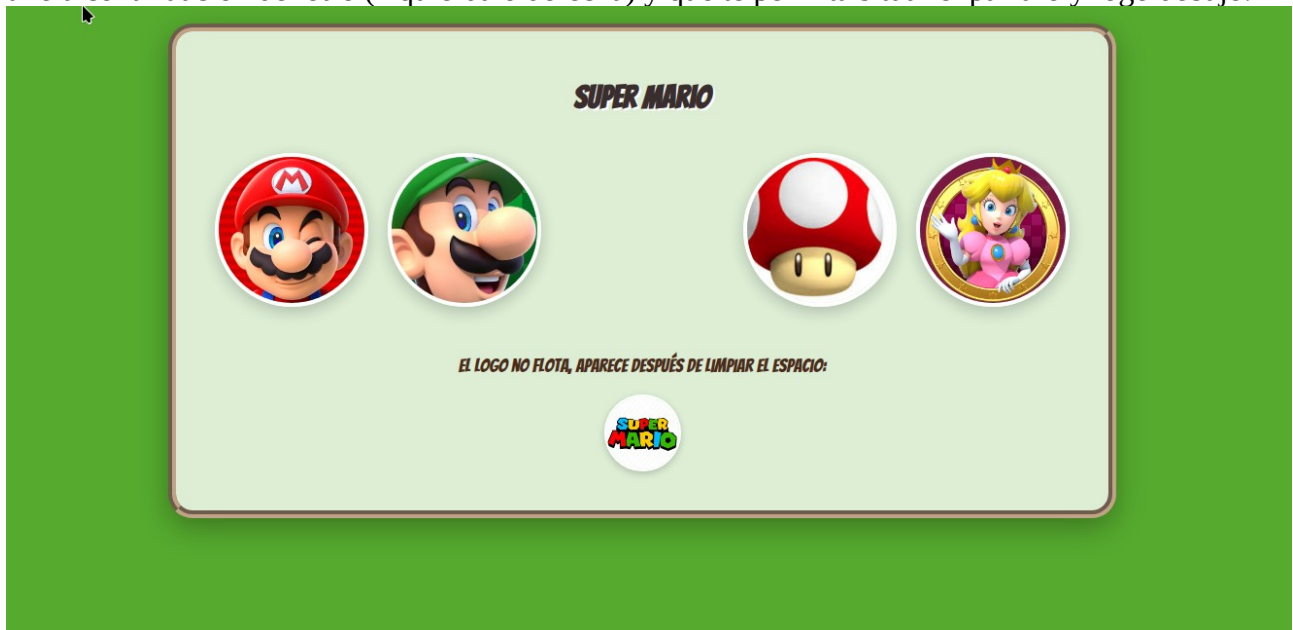 SUPER MARIO
M
EL LOGO NO FLOTA, APARECE DESPUÉS DE LIMPIAR EL ESPACIO:
SUPER
MARIO